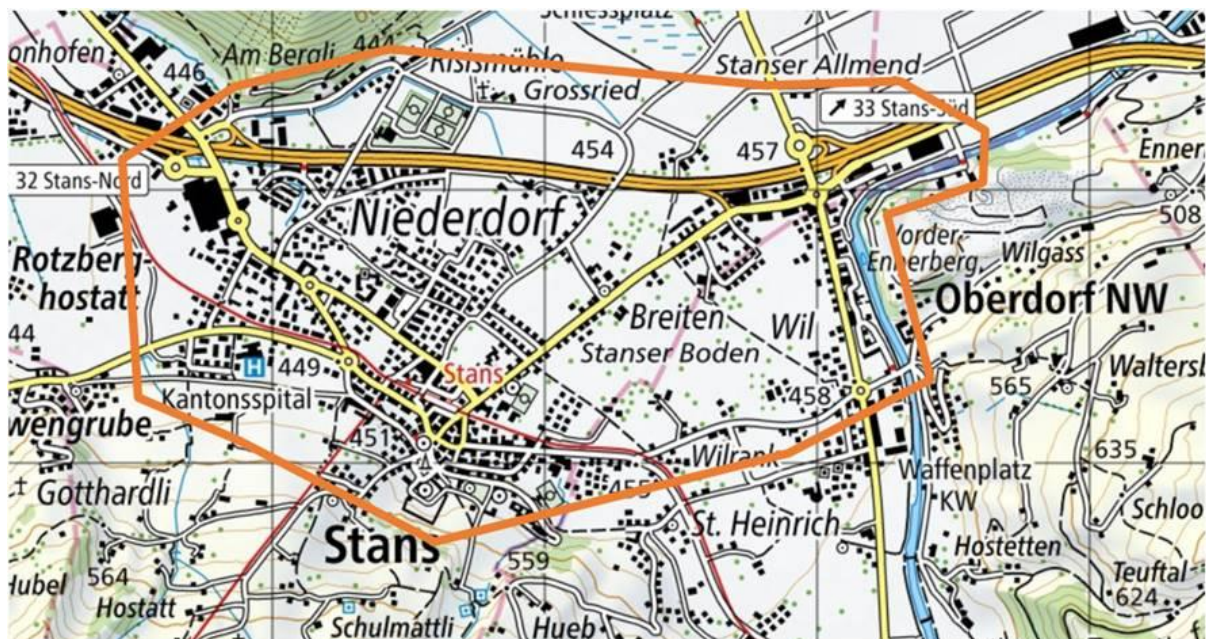 Schiessplatz
onhofen
Am Bergli
444
Risismühle
Stanser Allmend
446
Grossried
33 Stans-Süd
454
457
Enner
32 Stans-Nord
508
Niederdorf
Vorder-
Ennerberg
Wilgass
Rotzberg-
hostatt
Oberdorf NW
44
Breiten
Wil
Stanser Boden
H
449
Stans
565
Waltersb
Kantonsspital
458
wengrube
451
635
Wilrank
Waffenplatz
KW
Gotthardli
455
Schloo
St. Heinrich
Stans
Hostetten
559
Hubel
564
Teuftal
624
Hostatt
Schulmattli
Hueb